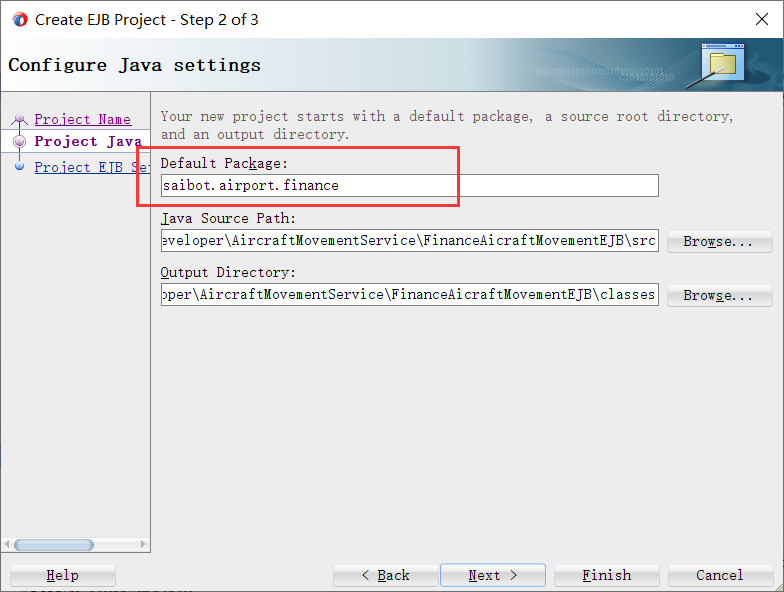 Create EJB Project - Step 2 of 3
Configure Java settings
010101010101010101010101
Project Name
Project Java
Project EJB Se
Your new project starts with a default package, a source root directory,
and an output directory.
Default Package:
saibot.airport.finance
Java Source Path:
eveloper\AircraftMovementService\FinanceAicraftMovementEJB\src
Browse...
Output Directory:
oper\AircraftMovementService\FinanceAicraftMovementEJB\classes
Browse...
Help
< Back
Next >
Finish
Cancel